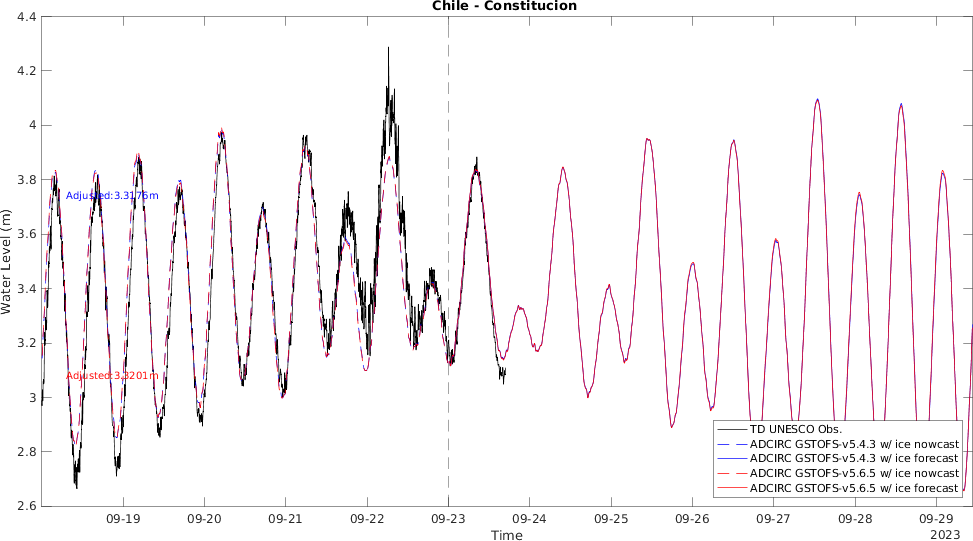 Chile - Constitucion
4.4
4.2
4
3.8
3.6
3.4
3.2
3
2.8
2.6
Water Level (m)
Adjusted:3.3176m
Adjusted:3.3201m
TD UNESCO Obs.
ADCIRC GSTOFS-v5.4.3 w/ ice nowcast
ADCIRC GSTOFS-v5.4.3 w/ ice forecast
ADCIRC GSTOFS-v5.6.5 w/ ice nowcast
ADCIRC GSTOFS-v5.6.5 w/ ice forecast
09-19 09-20 09-21 09-22 09-23 09-24 09-25 09-26 09-27 09-28 09-29
Time
2023